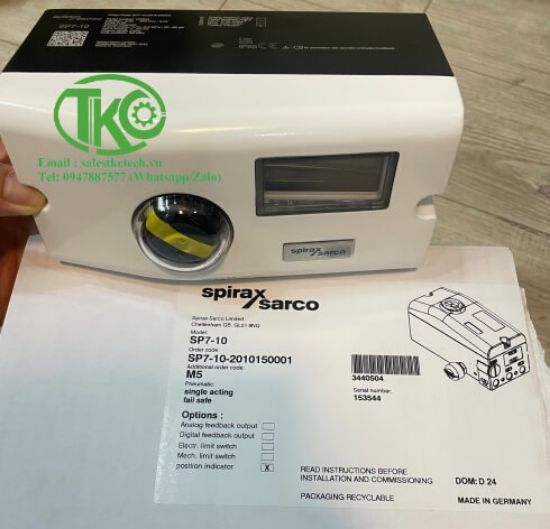 SP7-10
TKC
Email : salestketech.vn
Tel: 0947887577 (Whatsapp/Zalo)
spirax
sarco
spirax
sarco
Spirax-Sarco Limited
Cheltenham GB, GL51 9NQ
Model:
SP7-10
Order code:
SP7-10-2010150001
Additional order code:
M5
Pneumatic:
single acting
fail safe
Options :
Analog feedback output
Digital feedback output
Electr. limit switch
Mech. limit switch
position indicator X
3440504
Serial number:
153544
READ INSTRUCTIONS BEFORE
INSTALLATION AND COMMISSIONING
PACKAGING RECYCLABLE
DOM: D 24
MADE IN GERMANY